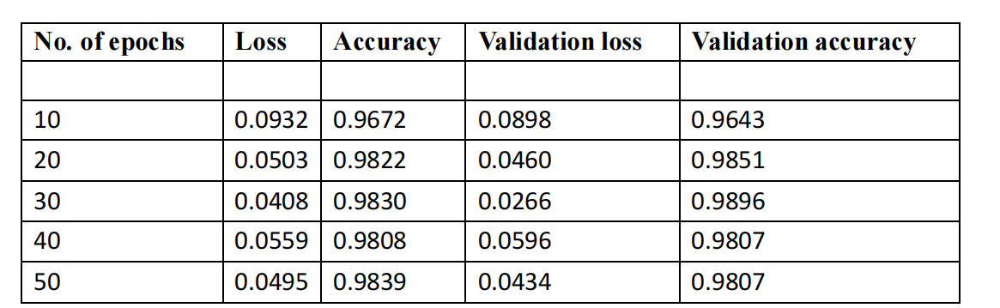 No. of epochs Loss Accuracy Validation loss Validation accuracy
10 0.0932 0.9672 0.0898 0.9643
20 0.0503 0.9822 0.0460 0.9851
30 0.0408 0.9830 0.0266 0.9896
40 0.0559 0.9808 0.0596 0.9807
50 0.0495 0.9839 0.0434 0.9807